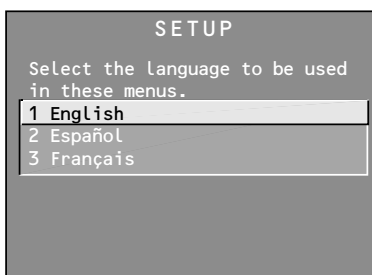 SETUP
Select the language to be used
in these menus.
1 English
2 Español
3 Français